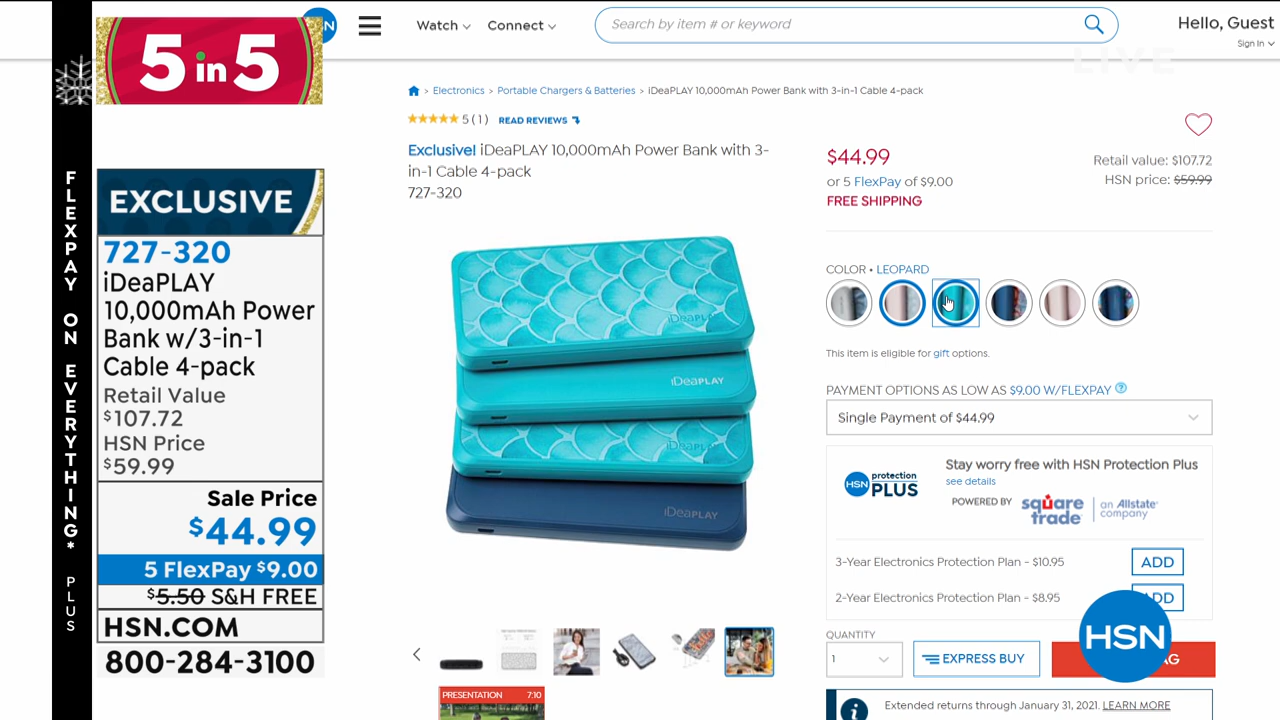 5 in 5
HSN
Watch
Connect
Search by item # or keyword
Hello, Guest
Sign In
LIVE
Electronics > Portable Chargers & Batteries > iDeaPLAY 10,000mAh Power Bank with 3-in-1 Cable 4-pack
5 ( 1 ) READ REVIEWS
Exclusive! iDeaPLAY 10,000mAh Power Bank with 3-
in-1 Cable 4-pack
727-320
$44.99
or 5 FlexPay of $9.00
FREE SHIPPING
Retail value: $107.72
HSN price: $59.99
COLOR • LEOPARD
This item is eligible for gift options.
PAYMENT OPTIONS AS LOW AS $9.00 W/FLEXPAY ?
Single Payment of $44.99
HSN protection PLUS
Stay worry free with HSN Protection Plus
see details
POWERED BY square trade an Allstate company
3-Year Electronics Protection Plan - $10.95 ADD
2-Year Electronics Protection Plan - $8.95 ADD
QUANTITY
1
EXPRESS BUY
AG
HSN
Extended returns through January 31, 2021. LEARN MORE
iDeaPLAY
iDeaPLAY
iDeaPLAY
iDeaPLAY
PRESENTATION 7:10
FLEXPAY ON EVERYTHING* PLUS
EXCLUSIVE
727-320
iDeaPLAY
10,000mAh Power
Bank w/3-in-1
Cable 4-pack
Retail Value
$107.72
HSN Price
$59.99
Sale Price
$44.99
5 FlexPay $9.00
$5.50 S&H FREE
HSN.COM
800-284-3100